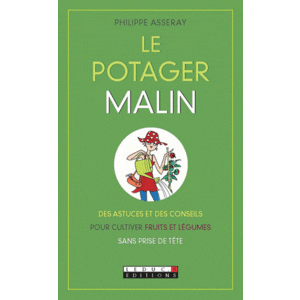 PHILIPPE ASSERAY
LE
POTAGER
MALIN
DES ASTUCES ET DES CONSEILS
POUR CULTIVER FRUITS ET LÉGUMES
SANS PRISE DE TÊTE
LEDUC.S
EDITIONS